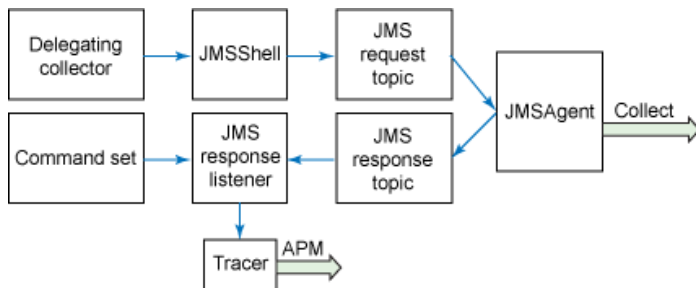 Delegating
collector
JMSShell
JMS
request
topic
JMSAgent
Collect
Command set
JMS
response
listener
JMS
response
topic
Tracer
APM